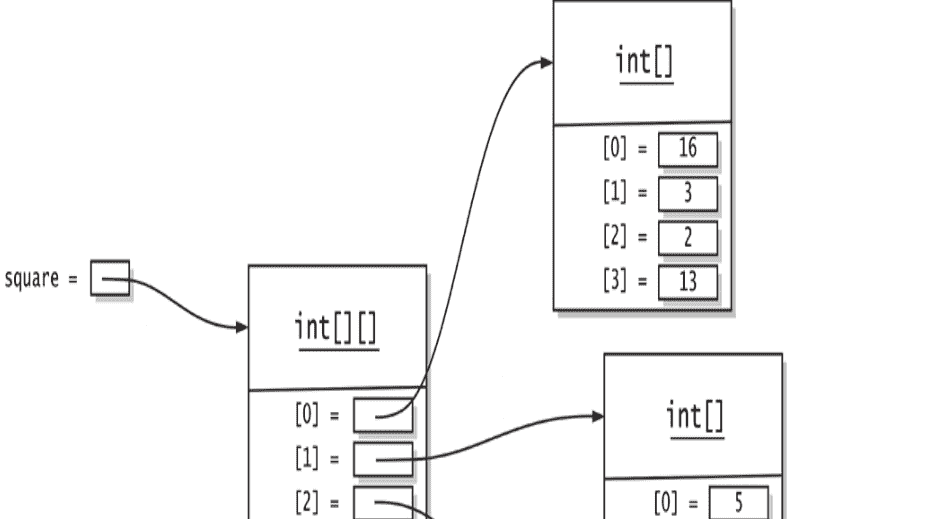 int[]
[0] = 16
[1] = 3
[2] = 2
[3] = 13
square =
int[][]
[0] =
[1] =
[2] =
int[]
[0] = 5